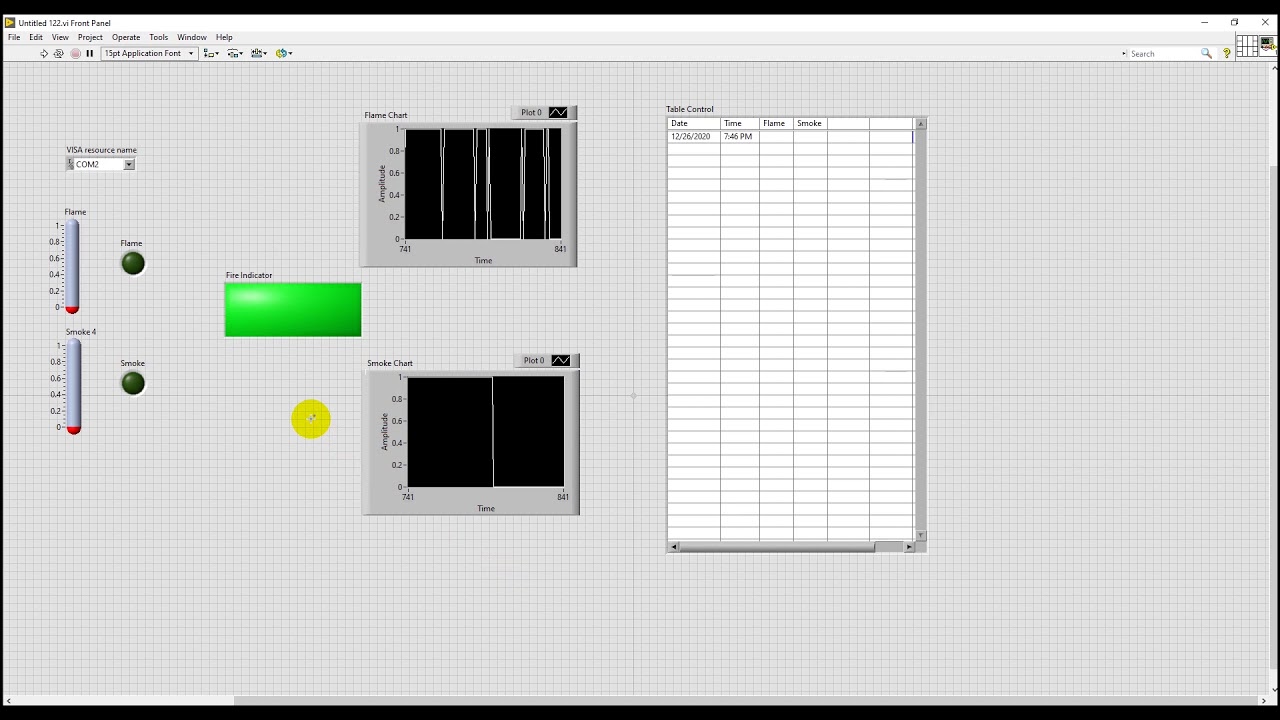 Untitled 122.vi Front Panel
File Edit View Project Operate Tools Window Help
15pt Application Font
Search
?
VISA resource name
COM2
Flame
1
0.8
0.6
0.4
0.2
0
Flame
Smoke 4
1
0.8
0.6
0.4
0.2
0
Smoke
Fire Indicator
Flame Chart
Plot 0
Amplitude
1
0.8
0.6
0.4
0.2
0
741 841
Time
Smoke Chart
Plot 0
Amplitude
1
0.8
0.6
0.4
0.2
0
741 841
Time
Table Control
Date Time Flame Smoke
12/26/2020 7:46 PM